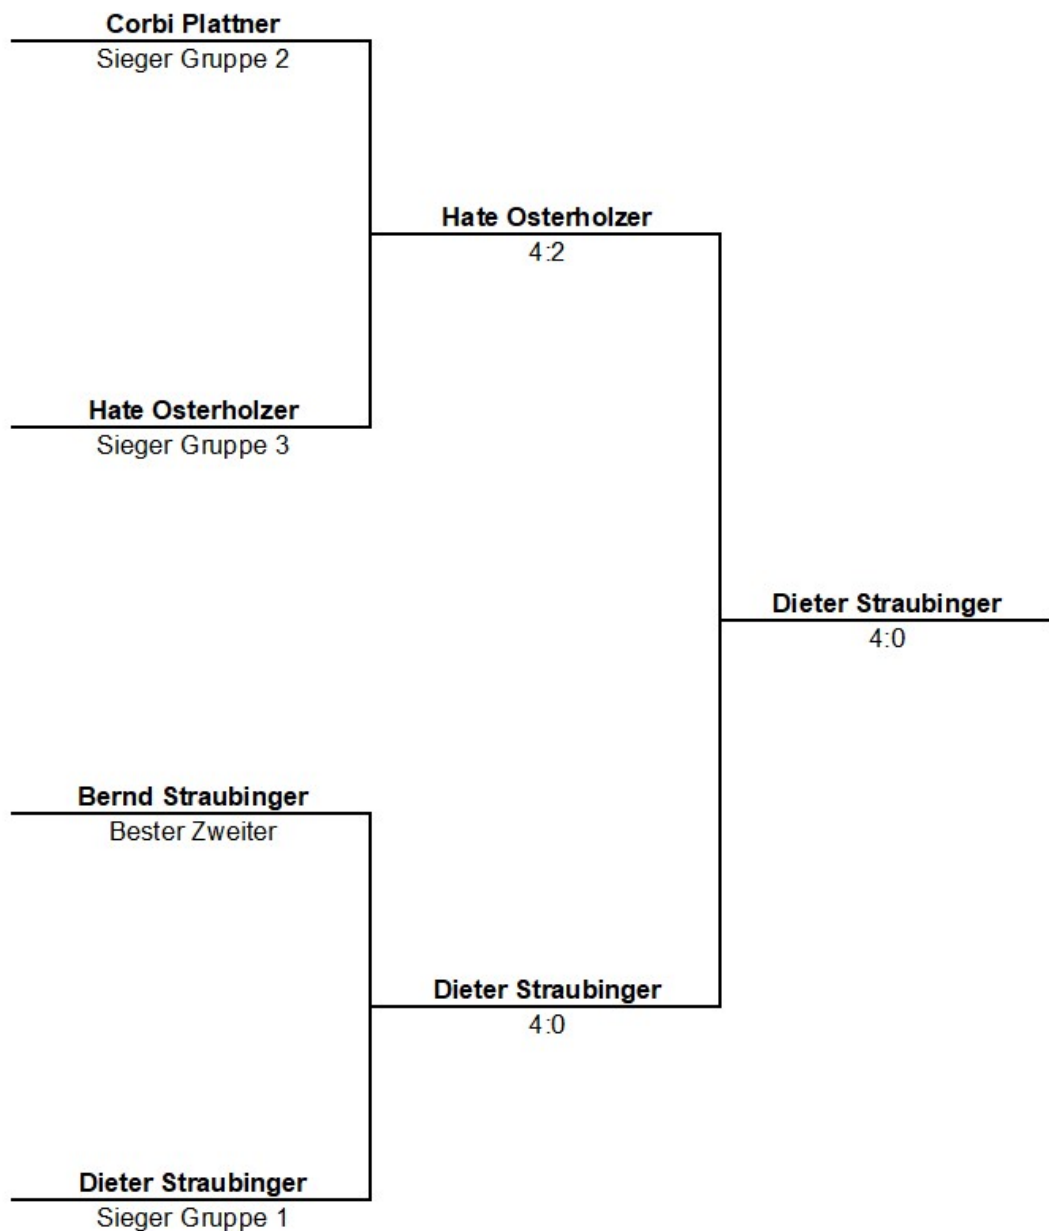 Corbi Plattner
Sieger Gruppe 2
Hate Osterholzer
4:2
Hate Osterholzer
Sieger Gruppe 3
Dieter Straubinger
4:0
Bernd Straubinger
Bester Zweiter
Dieter Straubinger
4:0
Dieter Straubinger
Sieger Gruppe 1